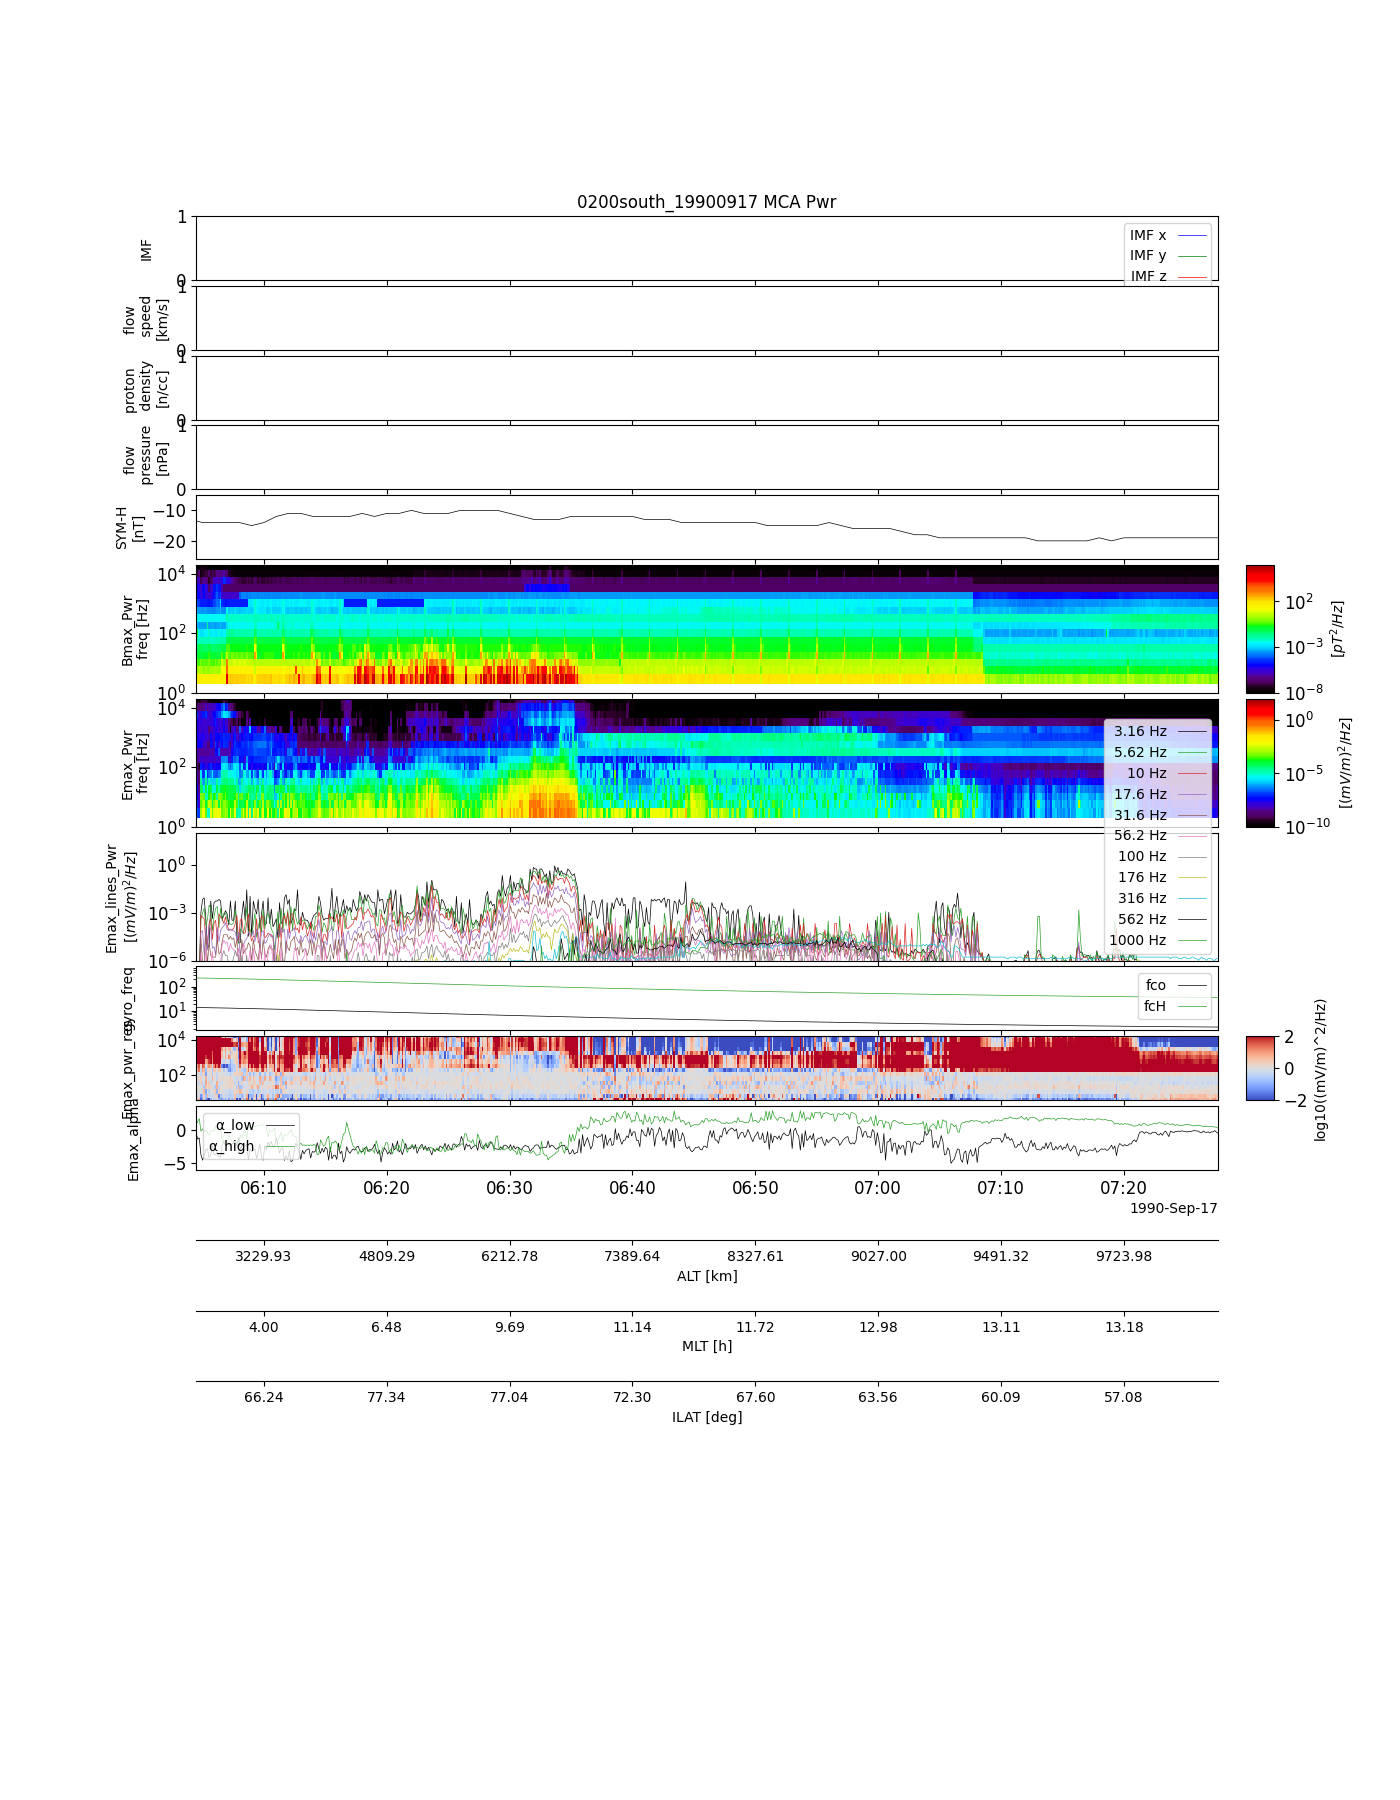 0200south_19900917 MCA Pwr
1
0
IMF
IMF x
IMF y
IMF z
1
0
flow
speed
[km/s]
1
0
proton
density
[n/cc]
1
0
flow
pressure
[nPa]
−10
−20
SYM-H
[nT]
10^4
10^2
10^0
Bmax_Pwr
freq [Hz]
10^2
10^−3
10^−8
[pT^2/Hz]
10^4
10^2
10^0
Emax_Pwr
freq [Hz]
10^0
10^−5
10^−10
[(mV/m)^2/Hz]
3.16 Hz
5.62 Hz
10 Hz
17.6 Hz
31.6 Hz
56.2 Hz
100 Hz
176 Hz
316 Hz
562 Hz
1000 Hz
10^0
10^−3
10^−6
Emax_lines_Pwr
[(mV/m)^2/Hz]
10^2
10^1
gyro_freq
fco
fcH
10^4
10^2
Emax_pwr_reg
2
0
−2
log10((mV/m)^2/Hz)
0
−5
Emax_alpha
α_low
α_high
06:10 06:20 06:30 06:40 06:50 07:00 07:10 07:20
1990-Sep-17
3229.93 4809.29 6212.78 7389.64 8327.61 9027.00 9491.32 9723.98
ALT [km]
4.00 6.48 9.69 11.14 11.72 12.98 13.11 13.18
MLT [h]
66.24 77.34 77.04 72.30 67.60 63.56 60.09 57.08
ILAT [deg]